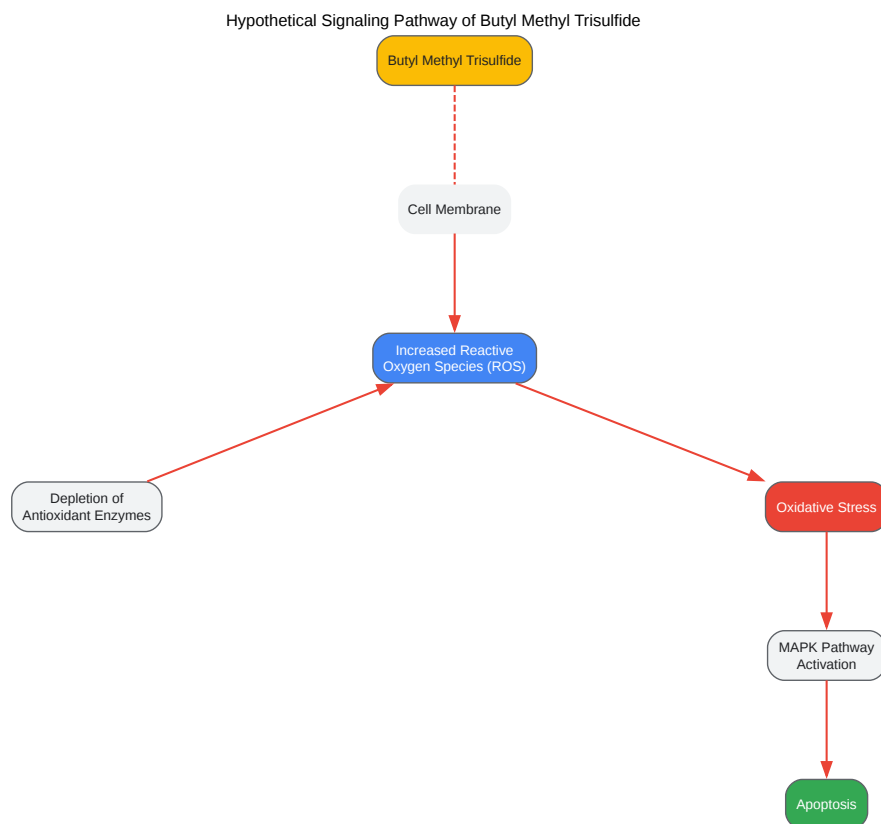 Hypothetical Signaling Pathway of Butyl Methyl Trisulfide
Butyl Methyl Trisulfide
Cell Membrane
Increased Reactive
Oxygen Species (ROS)
Depletion of
Antioxidant Enzymes
Oxidative Stress
MAPK Pathway
Activation
Apoptosis